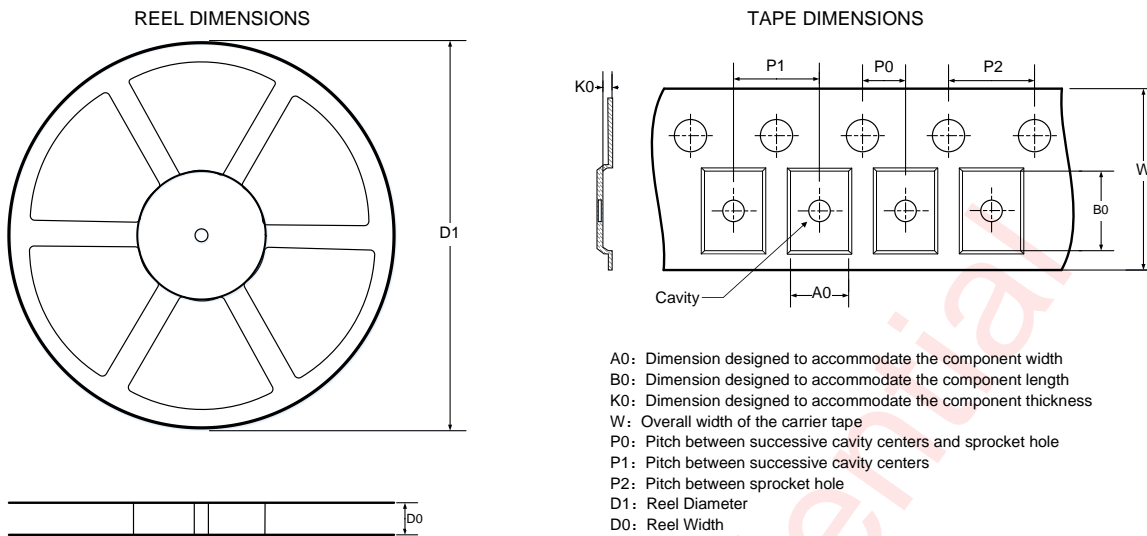 REEL DIMENSIONS
TAPE DIMENSIONS
D1
D0
K0
P1
P0
P2
W
B0
Cavity
A0
A0：Dimension designed to accommodate the component width
B0：Dimension designed to accommodate the component length
K0：Dimension designed to accommodate the component thickness
W：Overall width of the carrier tape
P0：Pitch between successive cavity centers and sprocket hole
P1：Pitch between successive cavity centers
P2：Pitch between sprocket hole
D1：Reel Diameter
D0：Reel Width
ential